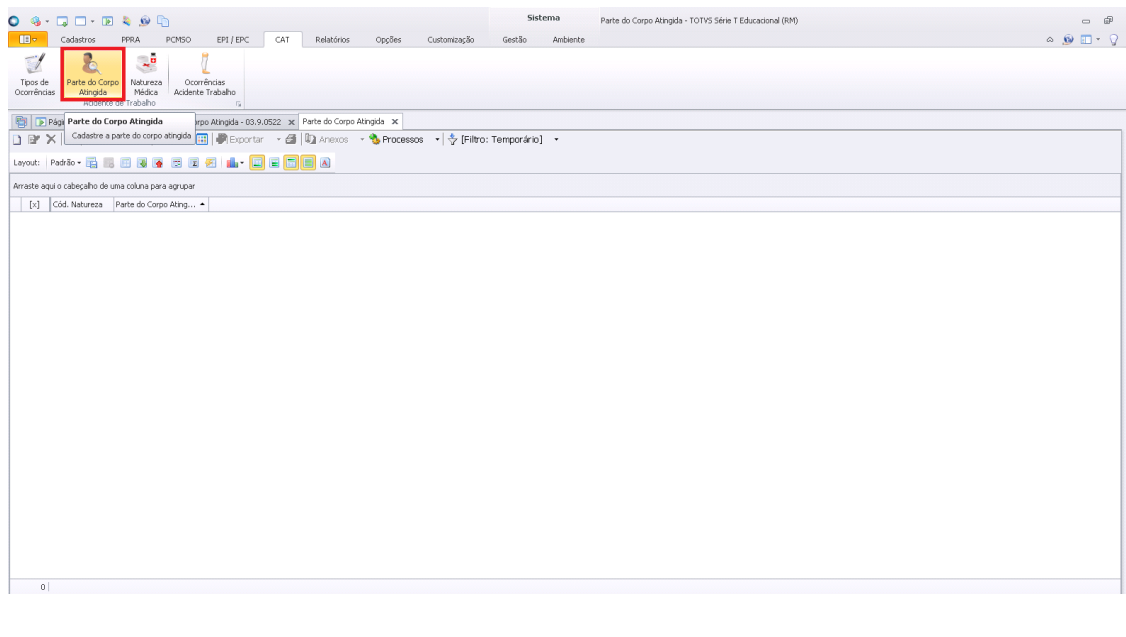 Sistema
Parte do Corpo Atingida - TOTVS Série T Educacional (RM)
Cadastros PPRA PCMSO EPI / EPC CAT Relatórios Opções Customização Gestão Ambiente
Tipos de Ocorrências
Parte do Corpo Atingida
Natureza Médica
Ocorrências Acidente Trabalho
Acidente de Trabalho
Pági
Parte do Corpo Atingida
rpo Atingida - 03.9.0522
Parte do Corpo Atingida
Cadastre a parte do corpo atingida
Exportar Anexos Processos [Filtro: Temporário]
Layout: Padrão
Arraste aqui o cabeçalho de uma coluna para agrupar
[x] Cód. Natureza Parte do Corpo Ating...
0